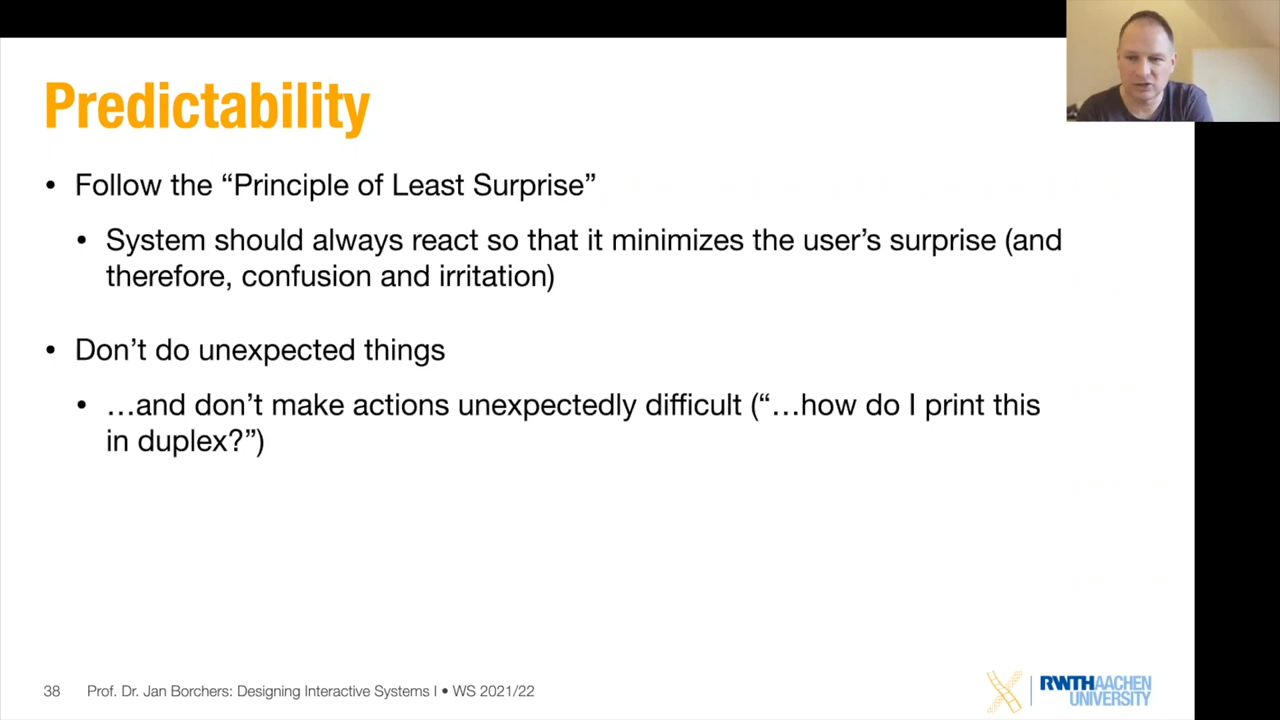 Predictability
• Follow the “Principle of Least Surprise”
• System should always react so that it minimizes the user’s surprise (and
therefore, confusion and irritation)
• Don’t do unexpected things
• …and don’t make actions unexpectedly difficult (“…how do I print this
in duplex?”)
38 Prof. Dr. Jan Borchers: Designing Interactive Systems I • WS 2021/22
RWTHAACHEN
UNIVERSITY